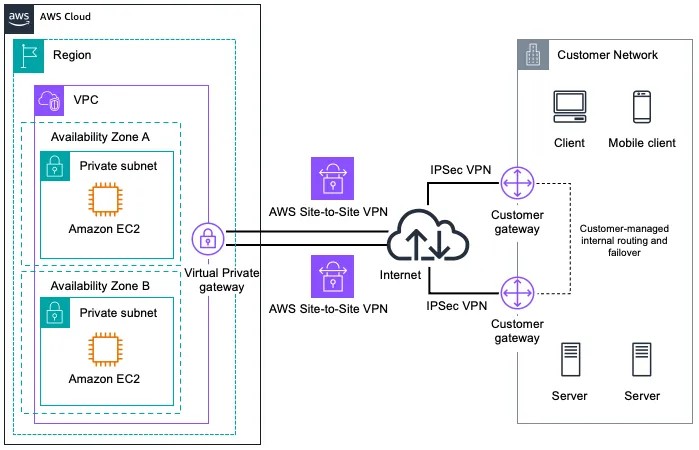 aws
AWS Cloud
Region
VPC
Availability Zone A
Private subnet
Amazon EC2
Availability Zone B
Private subnet
Amazon EC2
Virtual Private
gateway
AWS Site-to-Site VPN
AWS Site-to-Site VPN
Internet
IPSec VPN
IPSec VPN
Customer Network
Client
Mobile client
Customer
gateway
Customer-managed
internal routing and
failover
Customer
gateway
Server
Server